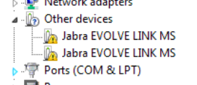 Network adapters
Other devices
Jabra EVOLVE LINK MS
Jabra EVOLVE LINK MS
Ports (COM & LPT)